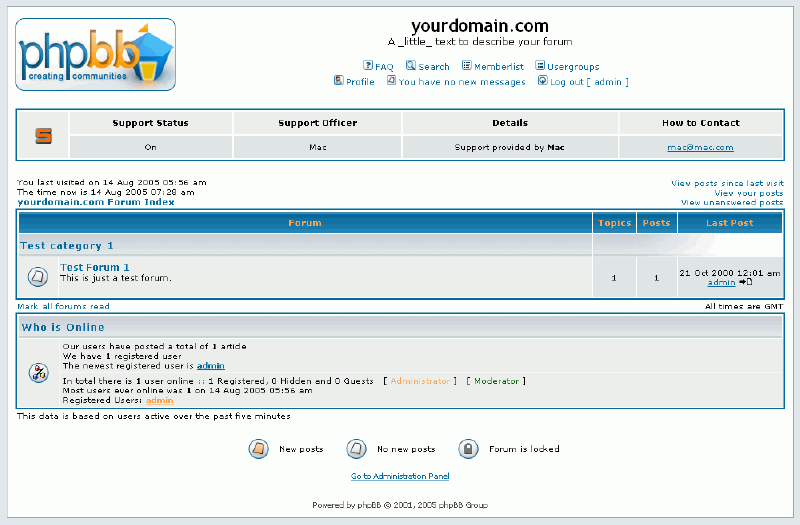 phpBB
creating communities
yourdomain.com
A _little_ text to describe your forum
FAQ Search Memberlist Usergroups
Profile You have no new messages Log out [ admin ]
S Support Status Support Officer Details How to Contact
On Mac Support provided by Mac mac@mac.com
You last visited on 14 Aug 2005 05:56 am View posts since last visit
The time now is 14 Aug 2005 07:28 am View your posts
yourdomain.com Forum Index View unanswered posts
Forum Topics Posts Last Post
Test category 1
Test Forum 1
This is just a test forum.
1 1 21 Oct 2000 12:01 am
admin
Mark all forums read All times are GMT
Who is Online
Our users have posted a total of 1 article
We have 1 registered user
The newest registered user is admin
In total there is 1 user online :: 1 Registered, 0 Hidden and 0 Guests [ Administrator ] [ Moderator ]
Most users ever online was 1 on 14 Aug 2005 05:56 am
Registered Users: admin
This data is based on users active over the past five minutes
New posts No new posts Forum is locked
Go to Administration Panel
Powered by phpBB © 2001, 2005 phpBB Group